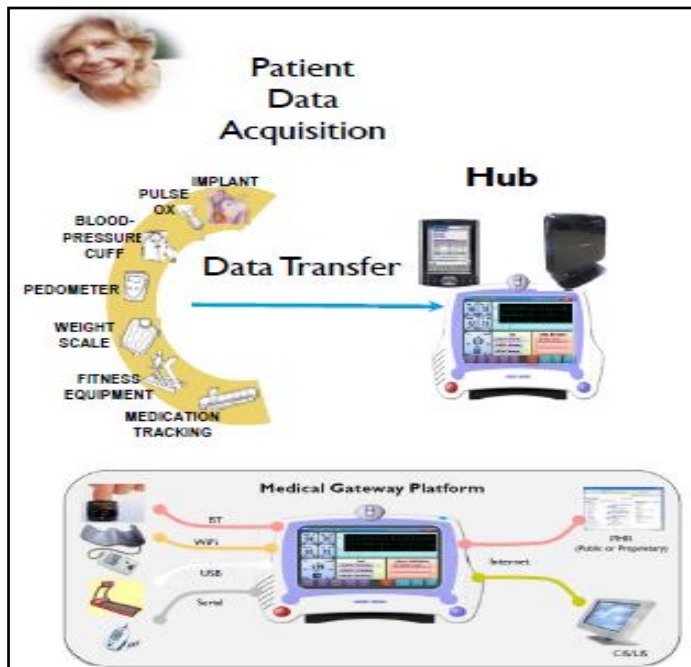 Patient
Data
Acquisition
Hub
IMPLANT
PULSE
OX
BLOOD-
PRESSURE
CUFF
Data Transfer
PEDOMETER
WEIGHT
SCALE
FITNESS
EQUIPMENT
MEDICATION
TRACKING
Medical Gateway Platform
BT
WiFi
USB
Serial
Internet
PHR
(Public or Proprietary)
CIS/LIS